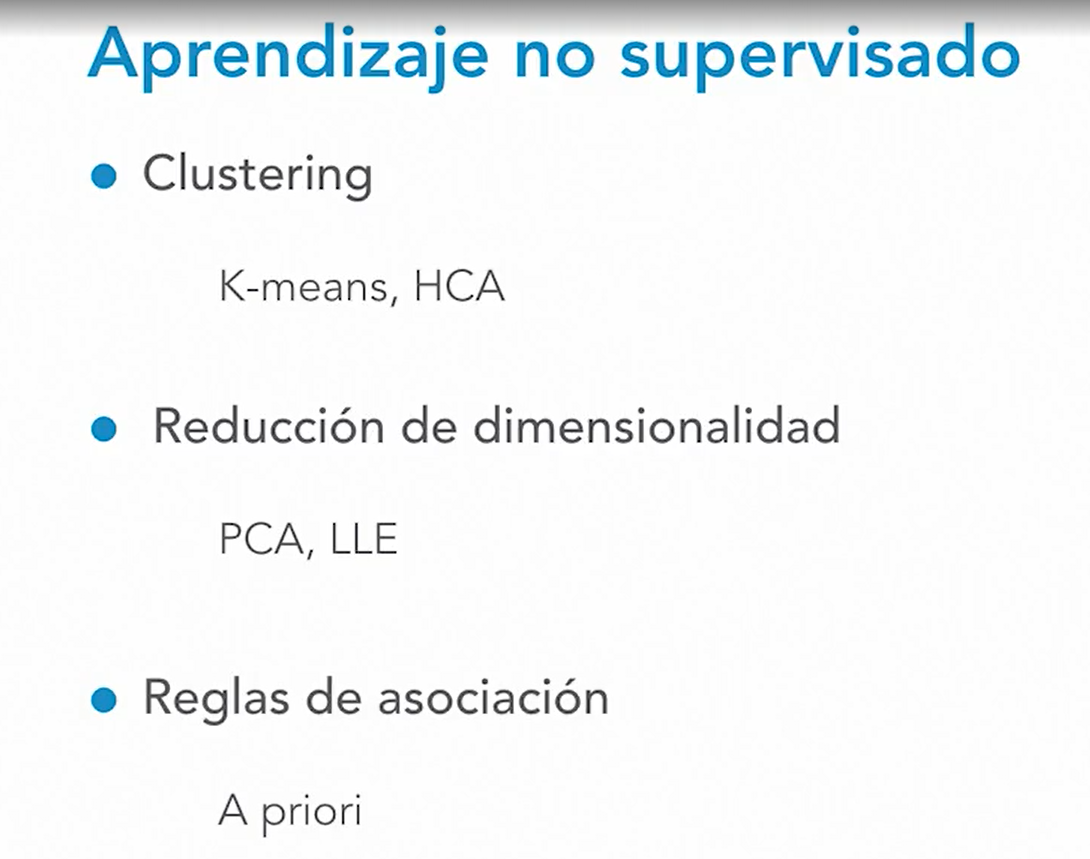 Aprendizaje no supervisado
Clustering
K-means, HCA
Reducción de dimensionalidad
PCA, LLE
Reglas de asociación
A priori